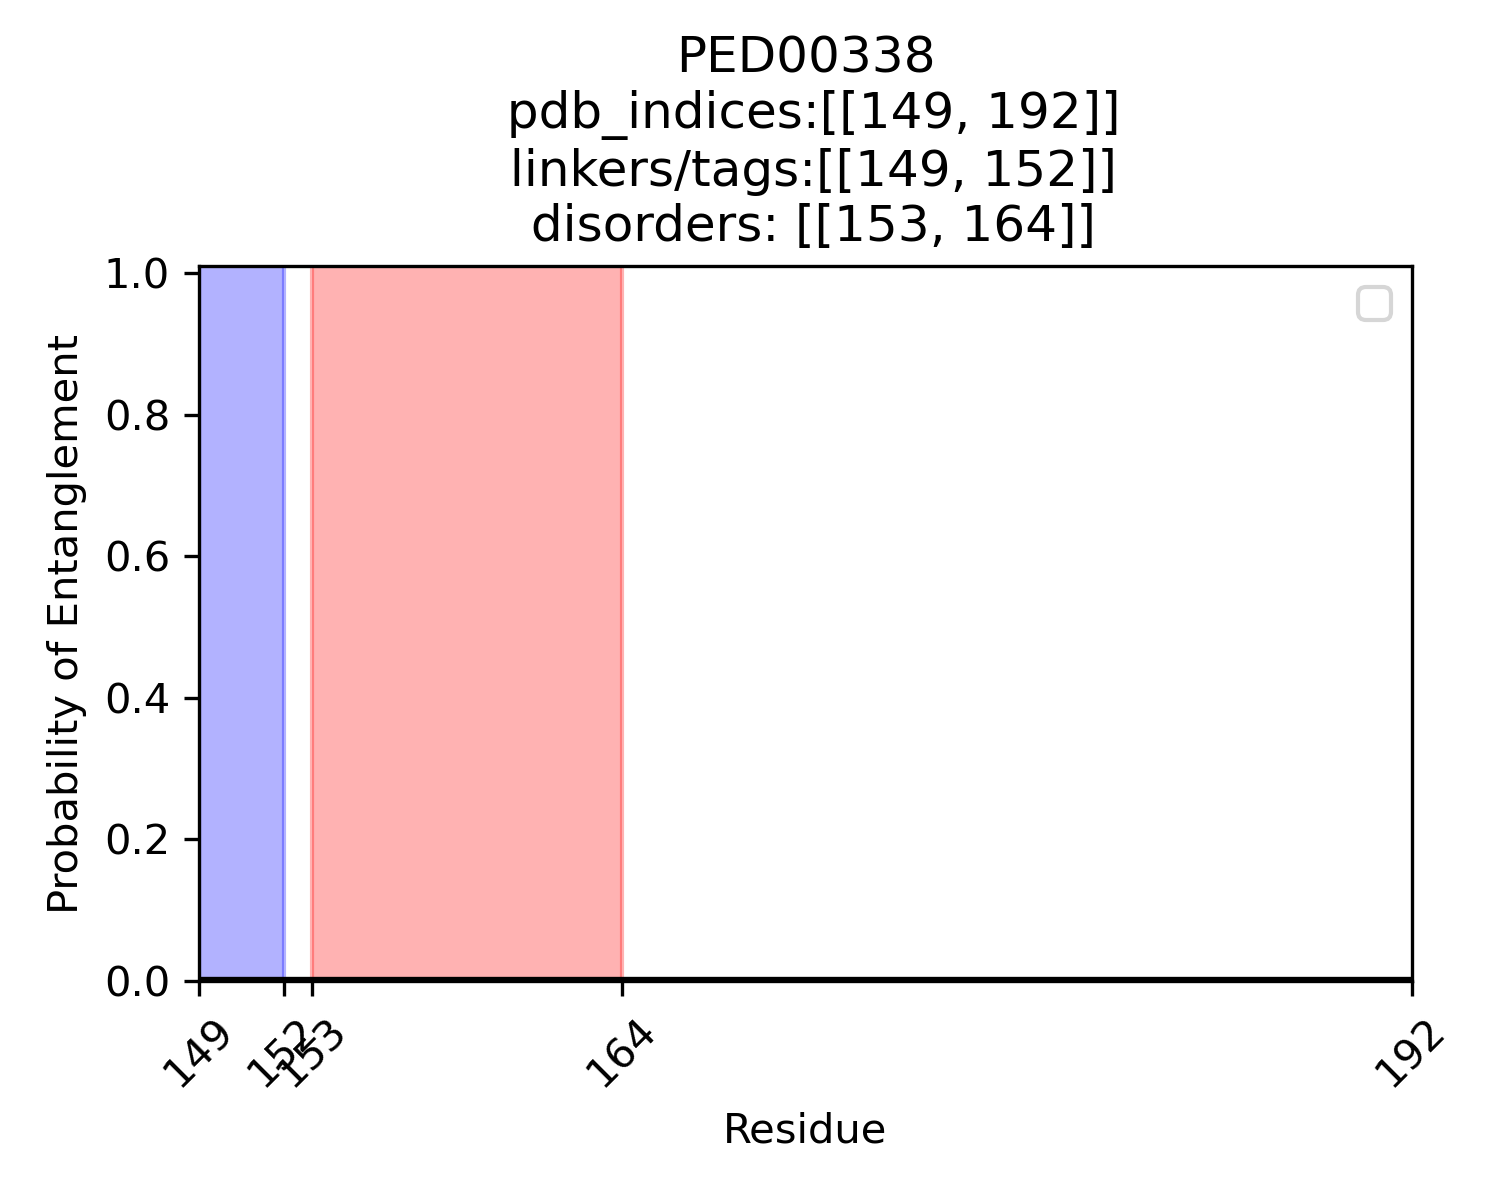 PED00338
pdb_indices:[[149, 192]]
linkers/tags:[[149, 152]]
disorders: [[153, 164]]
1.0
0.8
0.6
0.4
0.2
0.0
Probability of Entanglement
149
152
153
164
192
Residue